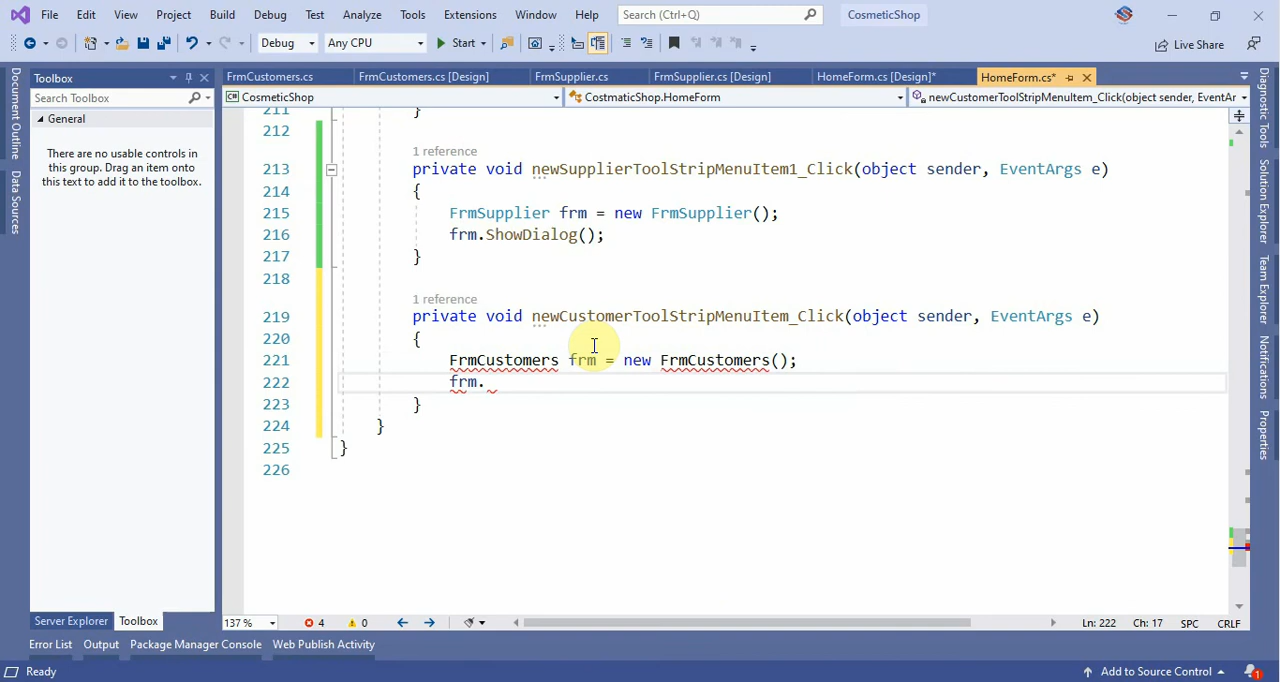 File Edit View Project Build Debug Test Analyze Tools Extensions Window Help Search (Ctrl+Q) CosmeticShop
Debug Any CPU Start Live Share
Toolbox FrmCustomers.cs FrmCustomers.cs [Design] FrmSupplier.cs FrmSupplier.cs [Design] HomeForm.cs [Design]* HomeForm.cs*
Search Toolbox CosmeticShop CostmaticShop.HomeForm newCustomerToolStripMenuItem_Click(object sender, EventAr
General
There are no usable controls in
this group. Drag an item onto
this text to add it to the toolbox.
Document Outline
Data Sources
211 }
212
1 reference
213 private void newSupplierToolStripMenuItem1_Click(object sender, EventArgs e)
214 {
215 FrmSupplier frm = new FrmSupplier();
216 frm.ShowDialog();
217 }
218
1 reference
219 private void newCustomerToolStripMenuItem_Click(object sender, EventArgs e)
220 {
221 FrmCustomers frm = new FrmCustomers();
222 frm.
223 }
224 }
225 }
226
Diagnostic Tools
Solution Explorer
Team Explorer
Notifications
Properties
Server Explorer Toolbox 137 % 4 0 Ln: 222 Ch: 17 SPC CRLF
Error List Output Package Manager Console Web Publish Activity
Ready Add to Source Control 1